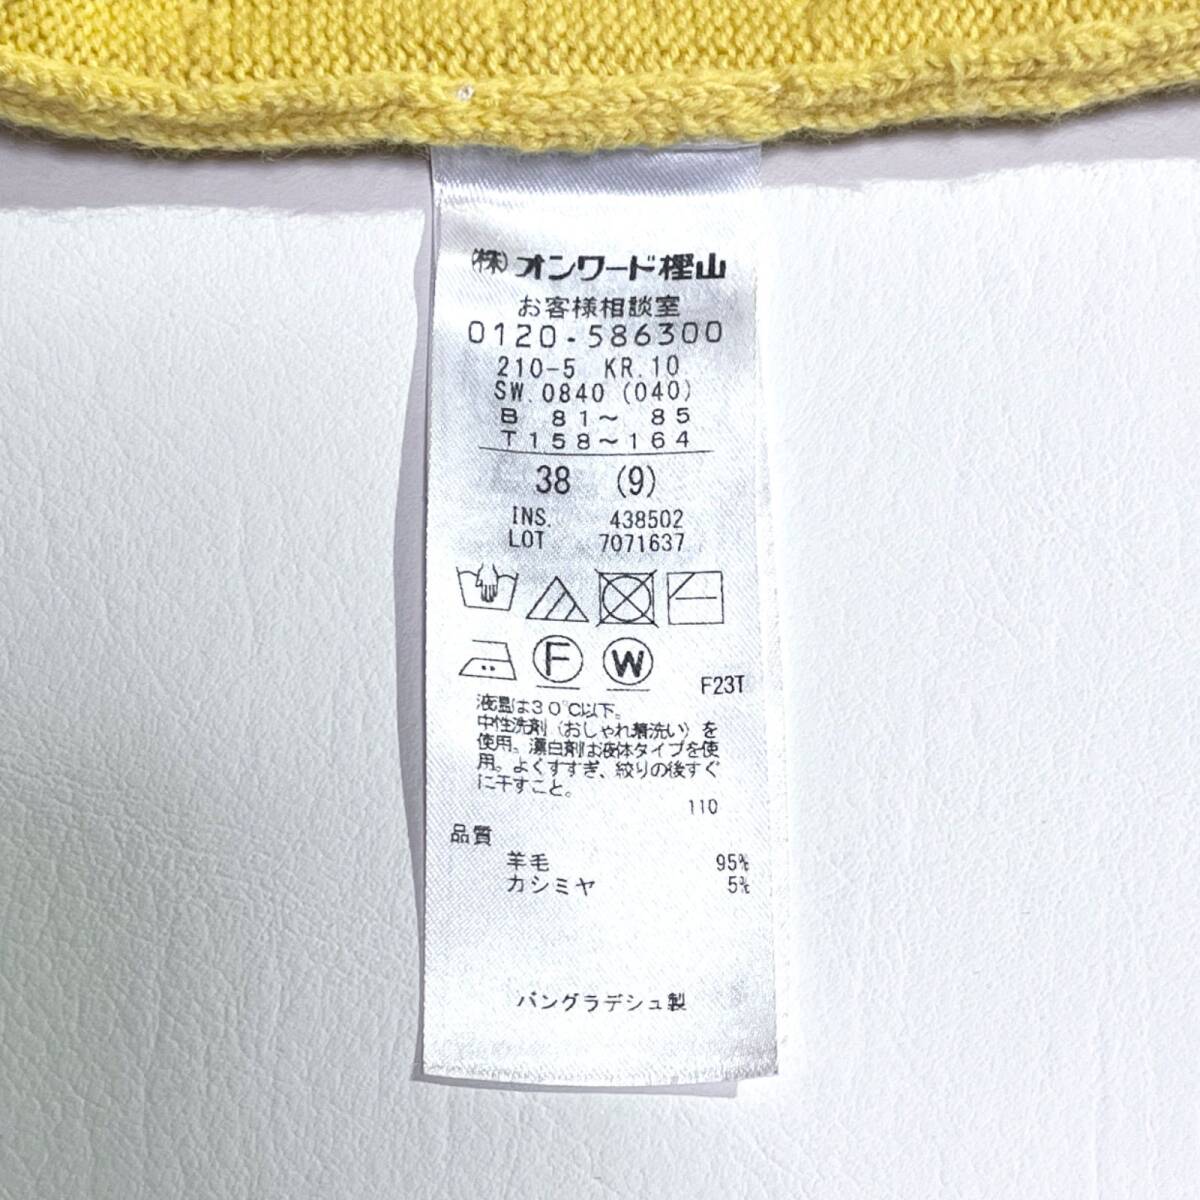 ㈱オンワード樫山
お客様相談室
0120-586300
210-5 KR.10
SW.0840 (040)
B 81～ 85
T158～164
38 (9)
INS. 438502
LOT 7071637
F
W
F23T
液温は30℃以下。
中性洗剤（おしゃれ着洗い）を
使用。漂白剤は液体タイプを使
用。よくすすぎ、絞りの後すぐ
に干すこと。
110
品質
羊毛 95%
カシミヤ 5%
バングラデシュ製